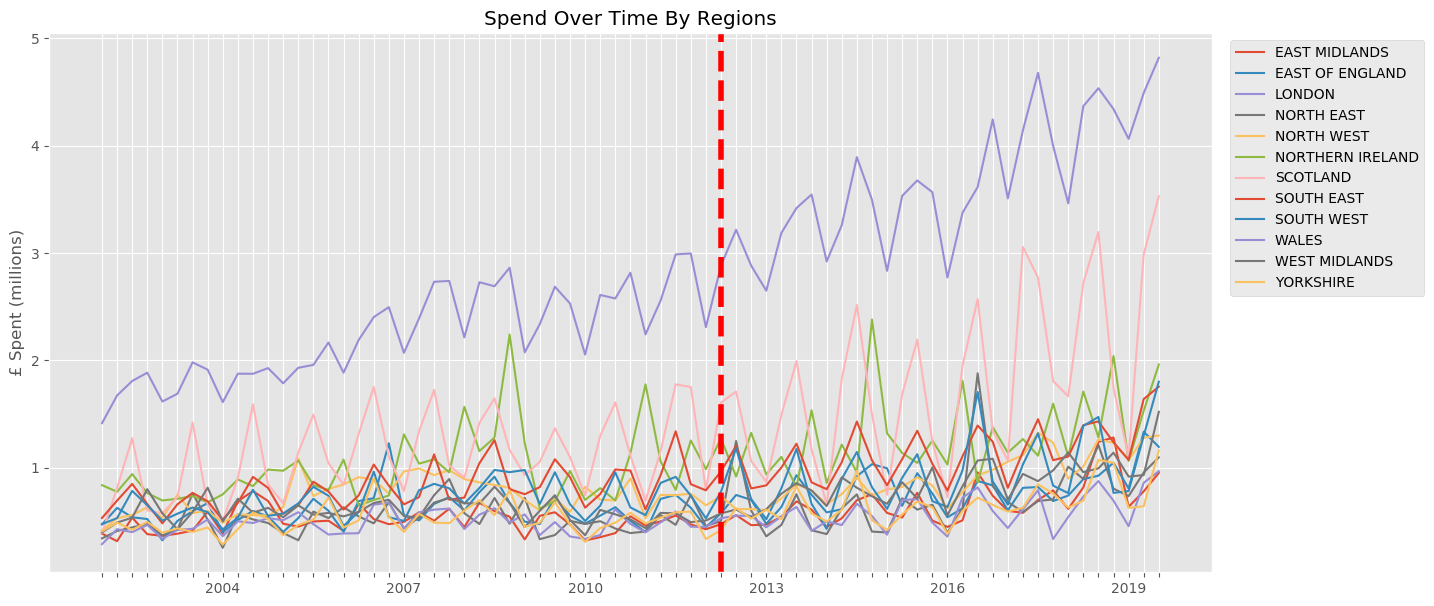 Spend Over Time By Regions
£ Spent (millions)
5
4
3
2
1
2004
2007
2010
2013
2016
2019
EAST MIDLANDS
EAST OF ENGLAND
LONDON
NORTH EAST
NORTH WEST
NORTHERN IRELAND
SCOTLAND
SOUTH EAST
SOUTH WEST
WALES
WEST MIDLANDS
YORKSHIRE